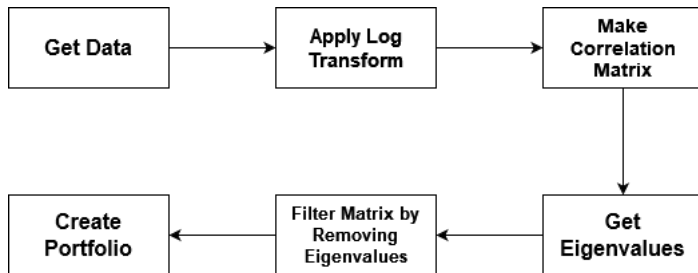 Get Data
Apply Log
Transform
Make
Correlation
Matrix
Get
Eigenvalues
Filter Matrix by
Removing
Eigenvalues
Create
Portfolio